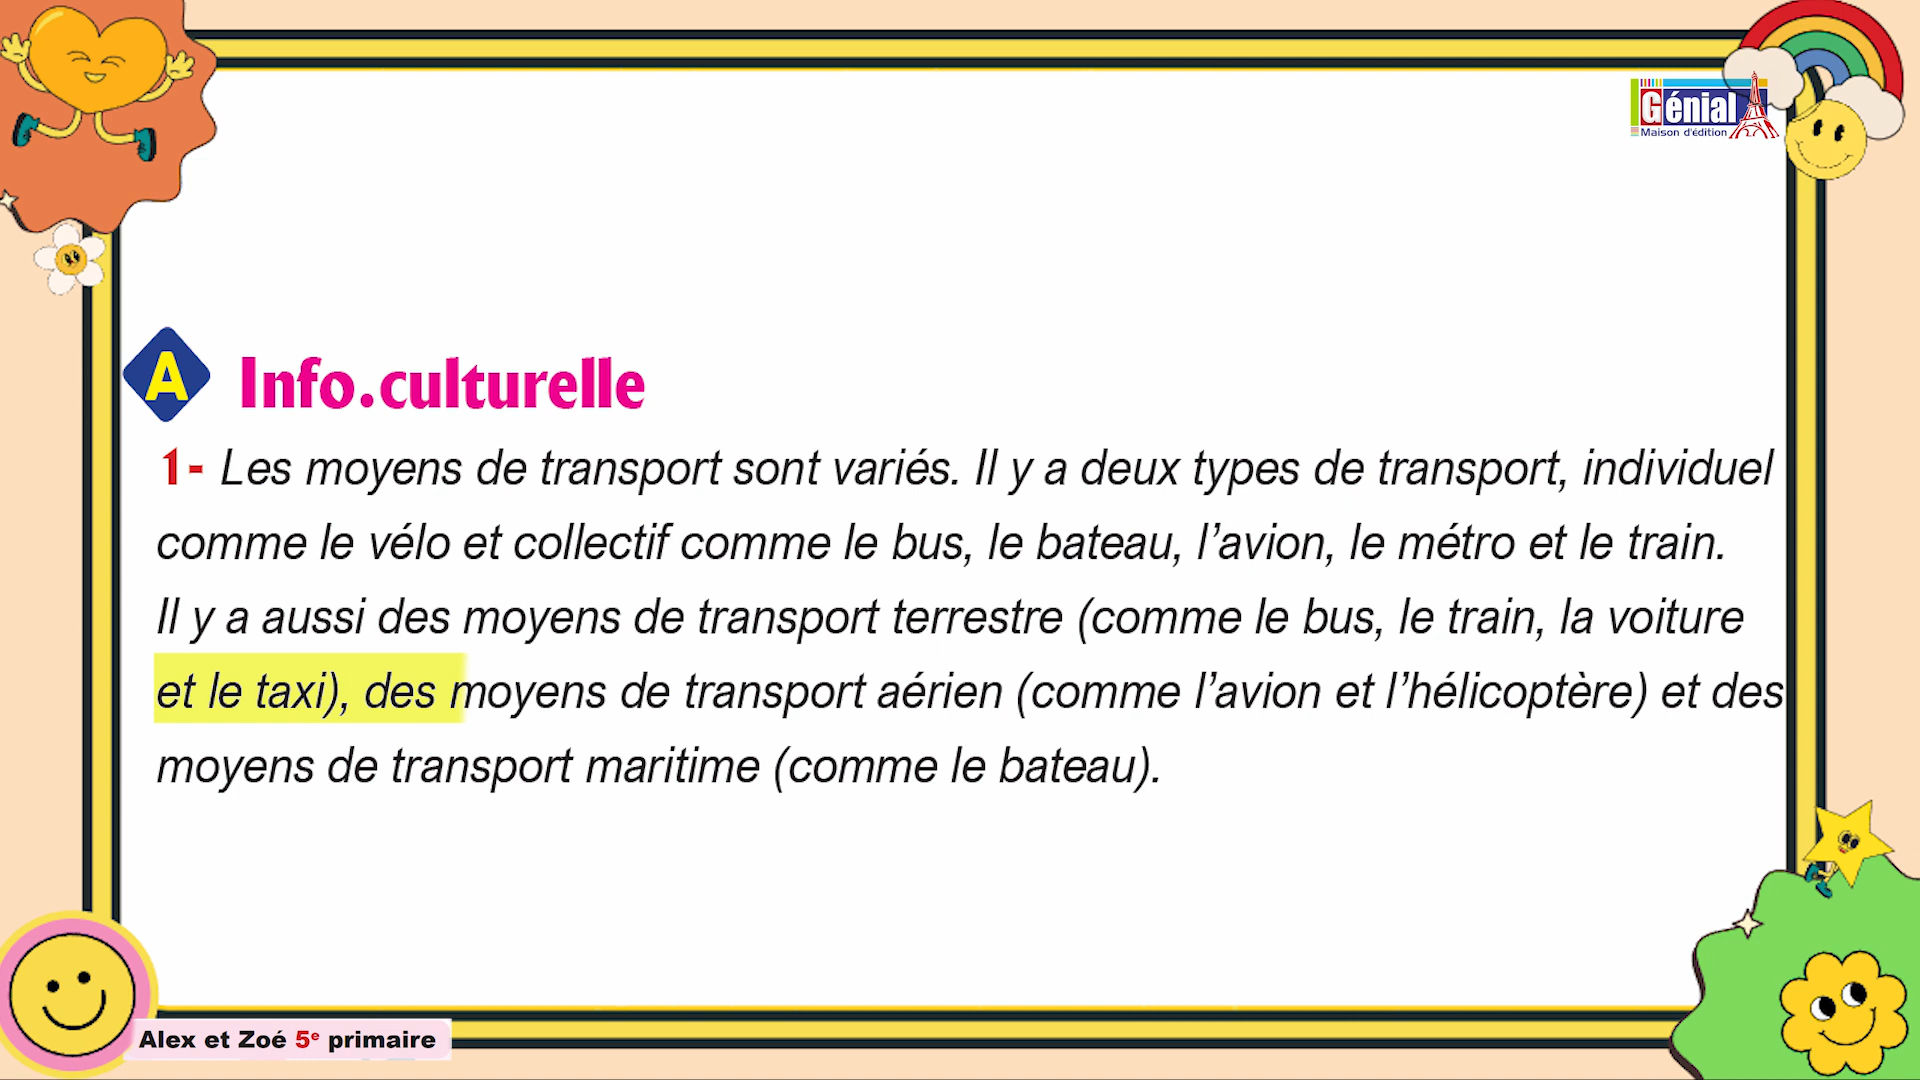 Génial
Maison d'édition
A Info.culturelle
1- Les moyens de transport sont variés. Il y a deux types de transport, individuel
comme le vélo et collectif comme le bus, le bateau, l’avion, le métro et le train.
Il y a aussi des moyens de transport terrestre (comme le bus, le train, la voiture
et le taxi), des moyens de transport aérien (comme l’avion et l’hélicoptère) et des
moyens de transport maritime (comme le bateau).
Alex et Zoé 5e primaire